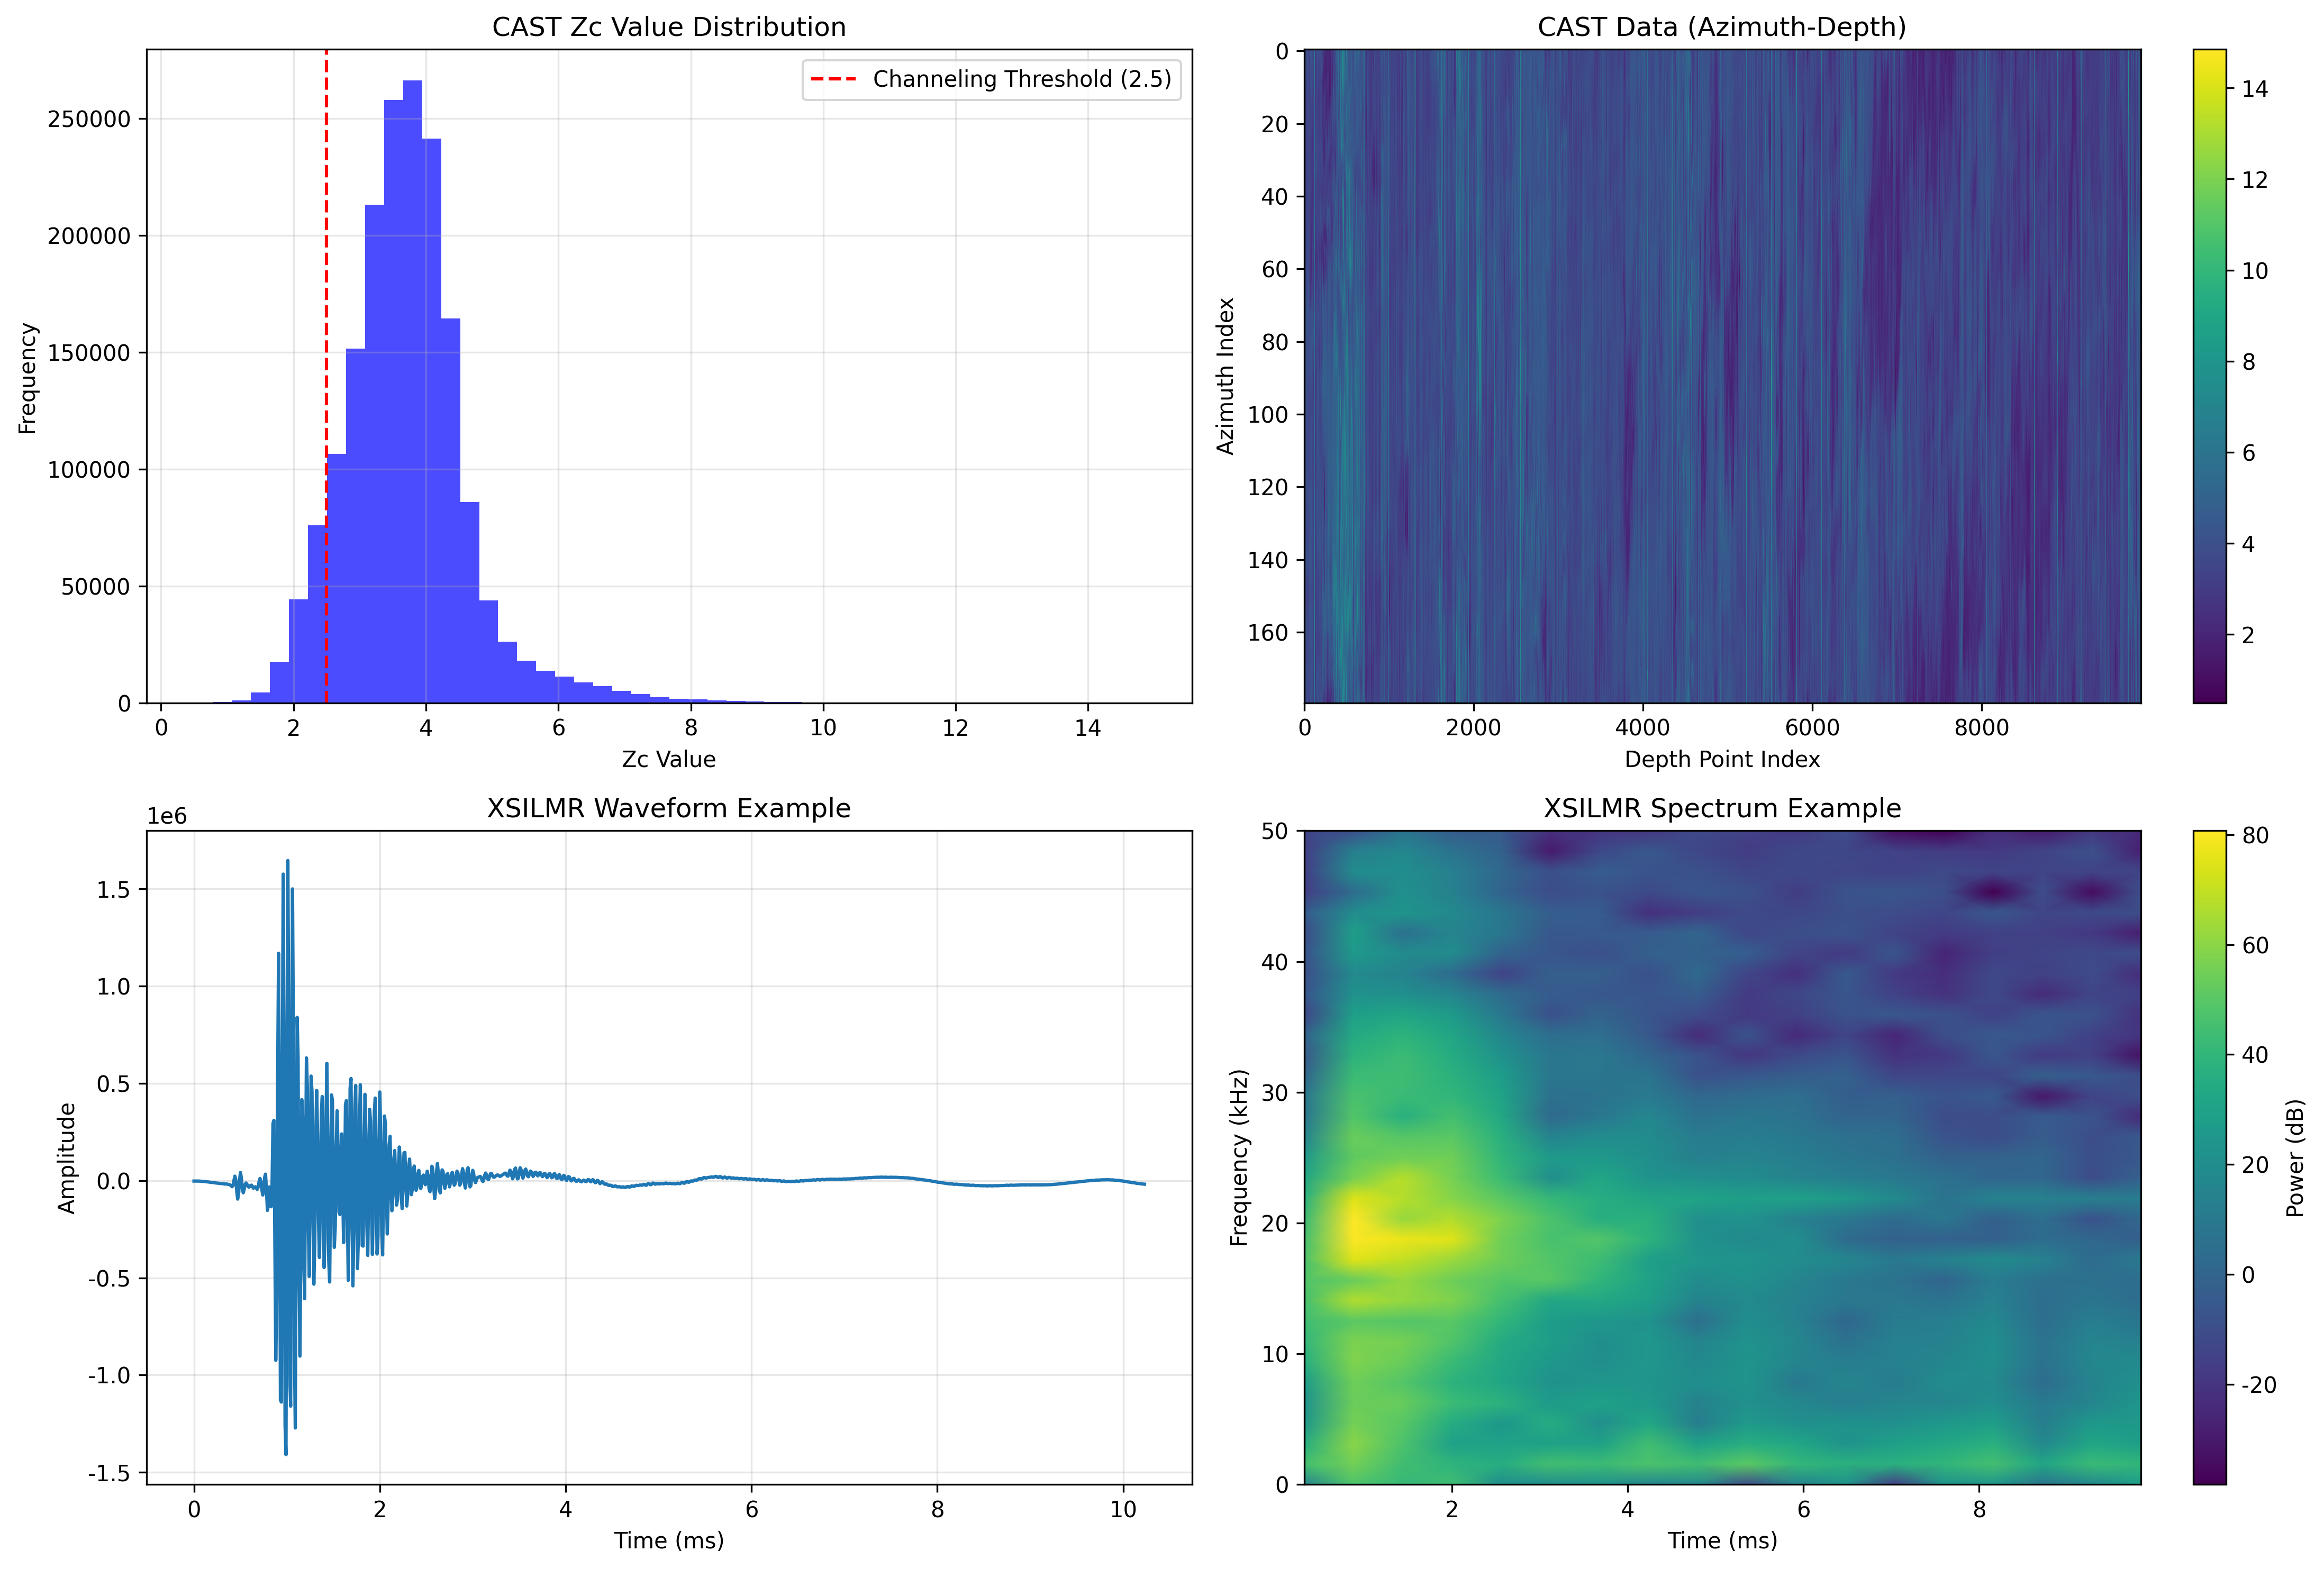 CAST Zc Value Distribution
Channeling Threshold (2.5)
Frequency
250000
200000
150000
100000
50000
0
0 2 4 6 8 10 12 14
Zc Value
CAST Data (Azimuth-Depth)
Azimuth Index
0
20
40
60
80
100
120
140
160
0 2000 4000 6000 8000
Depth Point Index
14
12
10
8
6
4
2
XSILMR Waveform Example
1e6
Amplitude
1.5
1.0
0.5
0.0
-0.5
-1.0
-1.5
0 2 4 6 8 10
Time (ms)
XSILMR Spectrum Example
Frequency (kHz)
50
40
30
20
10
0
2 4 6 8
Time (ms)
80
60
40
20
0
-20
Power (dB)